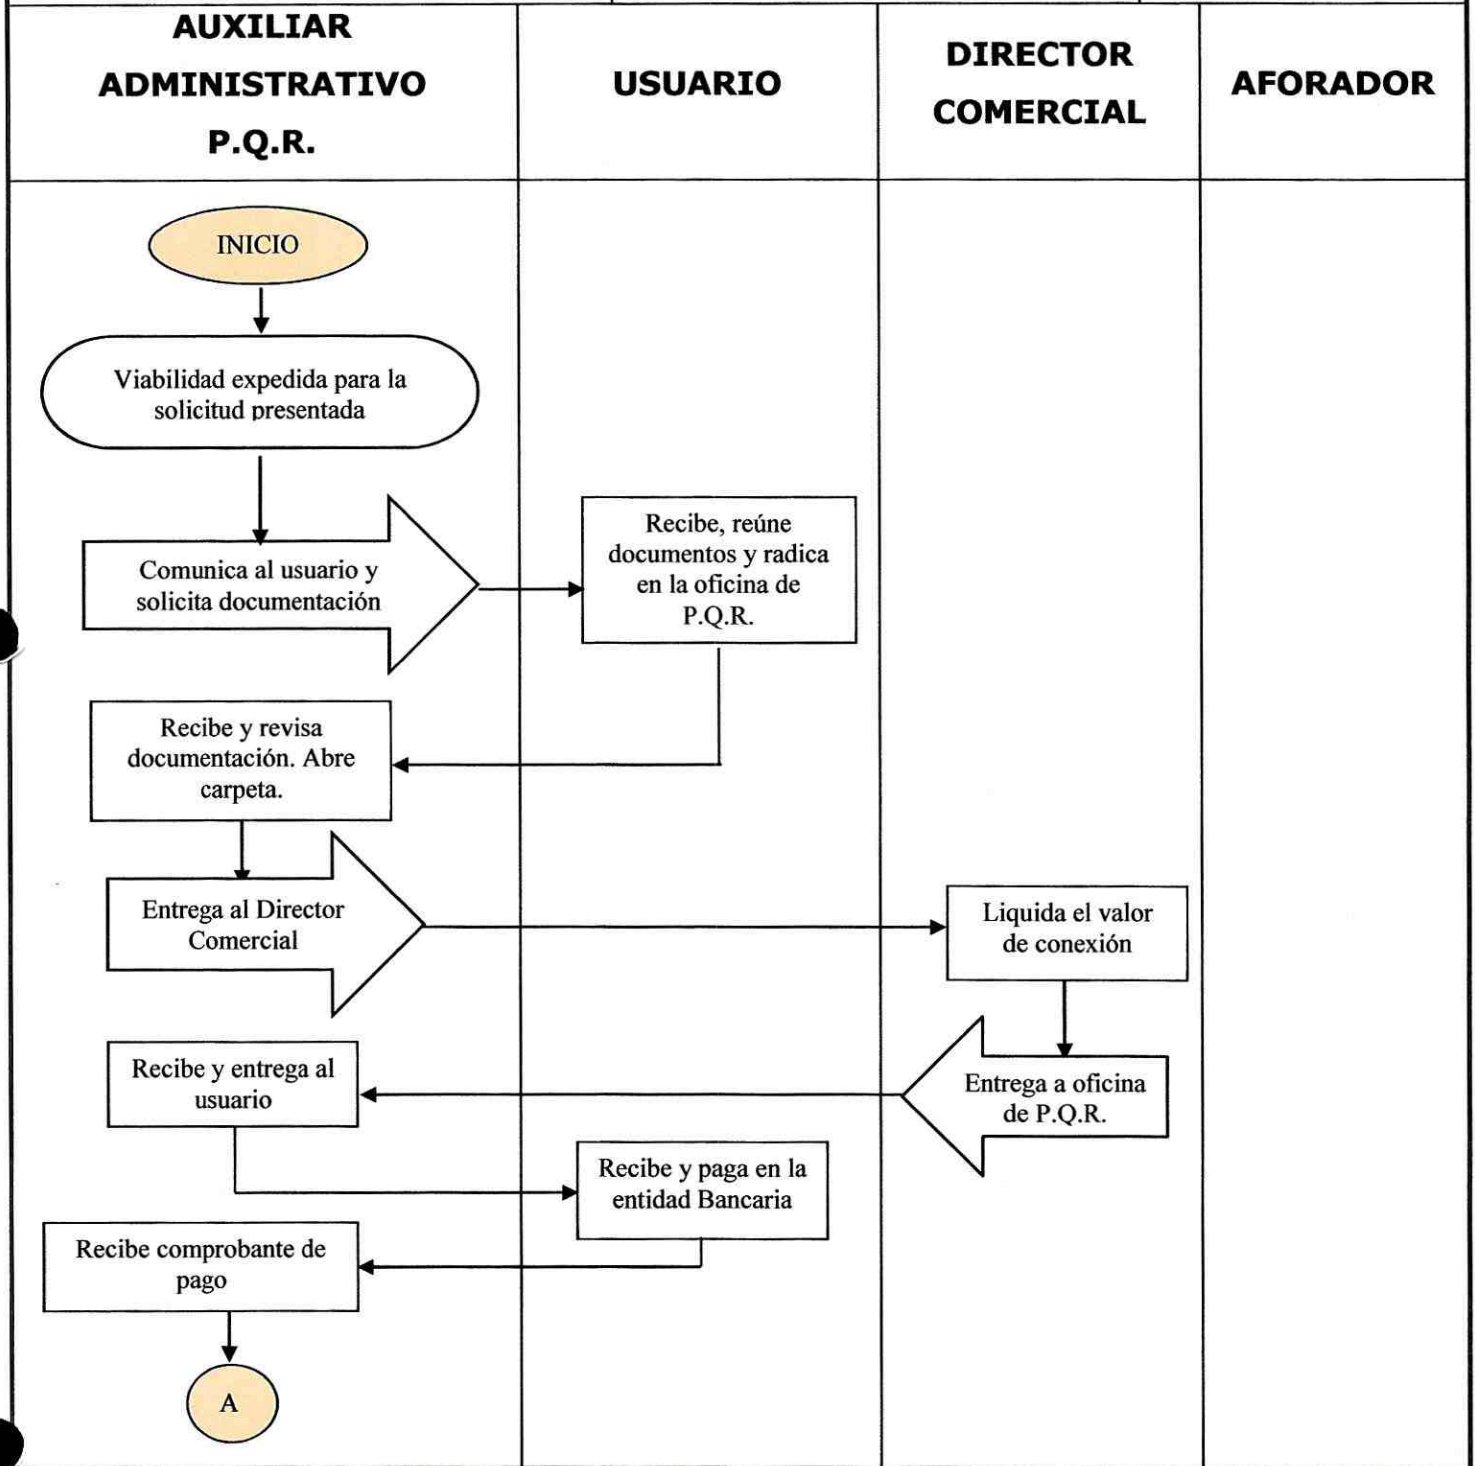 AUXILIAR
ADMINISTRATIVO
P.Q.R.
USUARIO
DIRECTOR
COMERCIAL
AFORADOR
INICIO
Viabilidad expedida para la
solicitud presentada
Comunica al usuario y
solicita documentación
Recibe, reúne
documentos y radica
en la oficina de
P.Q.R.
Recibe y revisa
documentación. Abre
carpeta.
Entrega al Director
Comercial
Liquida el valor
de conexión
Entrega a oficina
de P.Q.R.
Recibe y entrega al
usuario
Recibe y paga en la
entidad Bancaria
Recibe comprobante de
pago
A